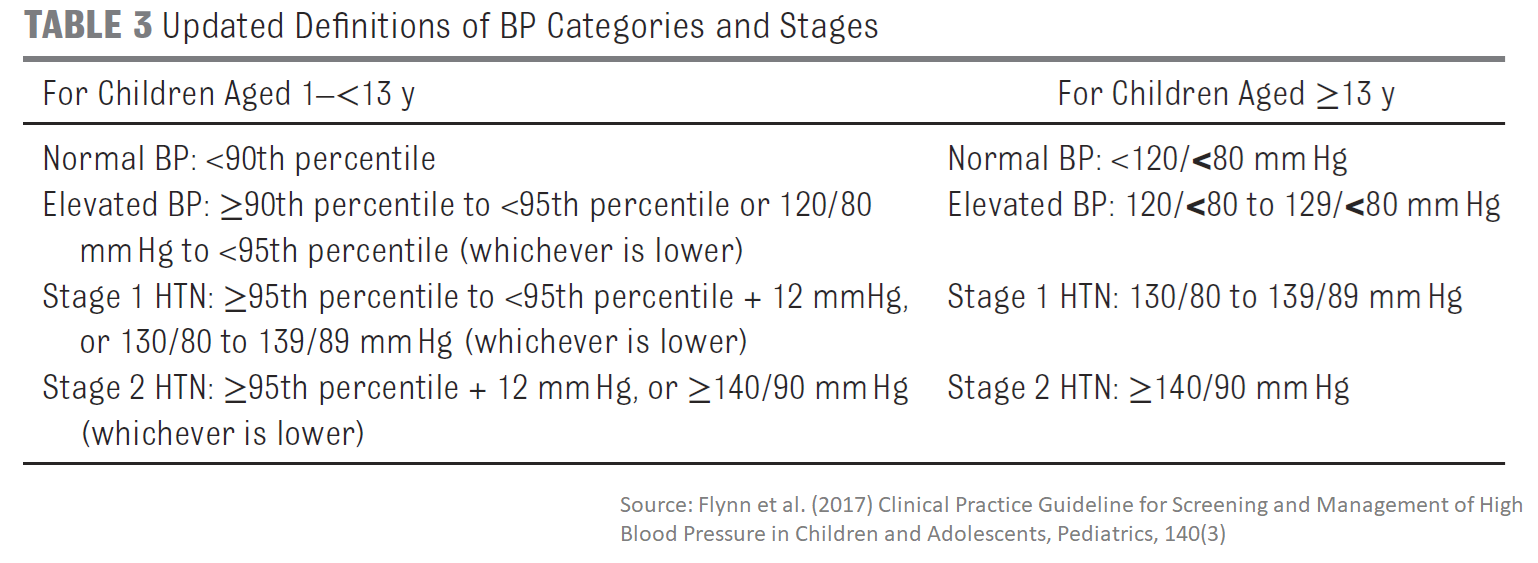 TABLE 3 Updated Definitions of BP Categories and Stages
For Children Aged 1–<13 y
For Children Aged ≥13 y
Normal BP: <90th percentile
Normal BP: <120/<80 mm Hg
Elevated BP: ≥90th percentile to <95th percentile or 120/80
Elevated BP: 120/<80 to 129/<80 mm Hg
mm Hg to <95th percentile (whichever is lower)
Stage 1 HTN: ≥95th percentile to <95th percentile + 12 mmHg,
Stage 1 HTN: 130/80 to 139/89 mm Hg
or 130/80 to 139/89 mm Hg (whichever is lower)
Stage 2 HTN: ≥95th percentile + 12 mm Hg, or ≥140/90 mm Hg
Stage 2 HTN: ≥140/90 mm Hg
(whichever is lower)
Source: Flynn et al. (2017) Clinical Practice Guideline for Screening and Management of High
Blood Pressure in Children and Adolescents, Pediatrics, 140(3)